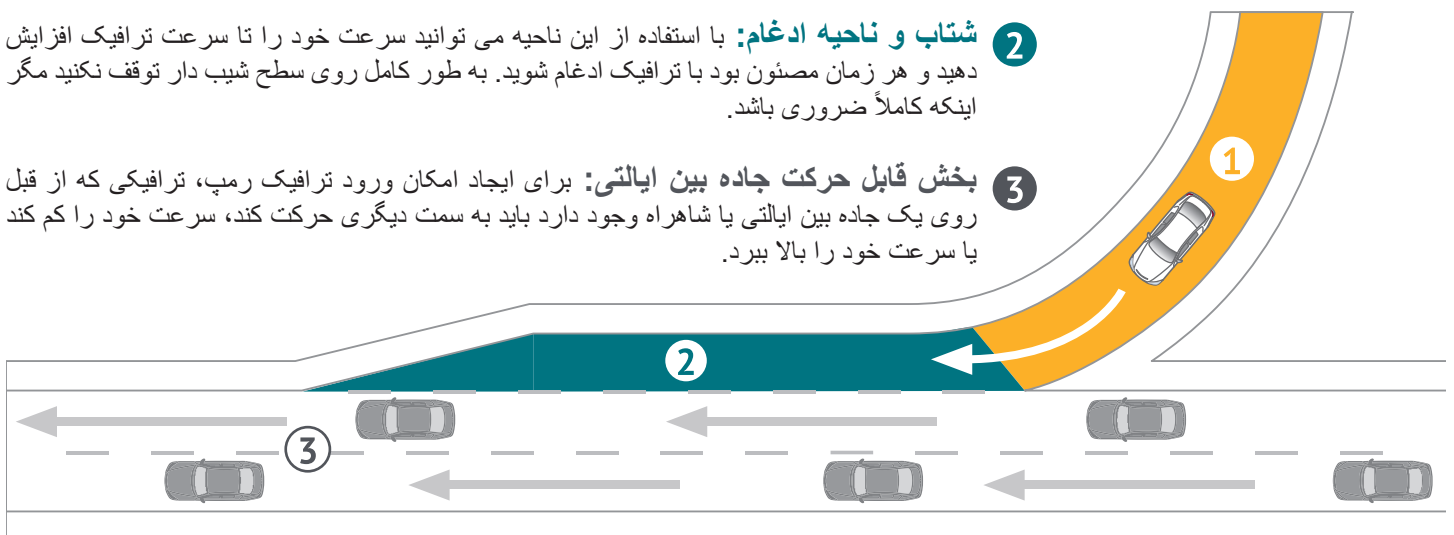 2 شتاب و ناحیه ادغام: با استفاده از این ناحیه می توانید سرعت خود را تا سرعت ترافیک افزایش
دهید و هر زمان مصئون بود با ترافیک ادغام شوید. به طور کامل روی سطح شیب دار توقف نکنید مگر
اینکه کاملاً ضروری باشد.
3 بخش قابل حرکت جاده بین ایالتی: برای ایجاد امکان ورود ترافیک رمپ، ترافیکی که از قبل
روی یک جاده بین ایالتی یا شاهراه وجود دارد باید به سمت دیگری حرکت کند، سرعت خود را کم کند
یا سرعت خود را بالا ببرد.
1
2
3